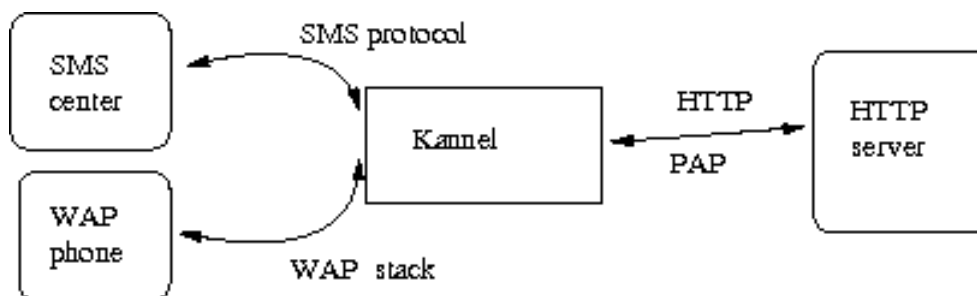 SMS protocol
SMS
center
Kannel
HTTP
PAP
HTTP
server
WAP
phone
WAP stack